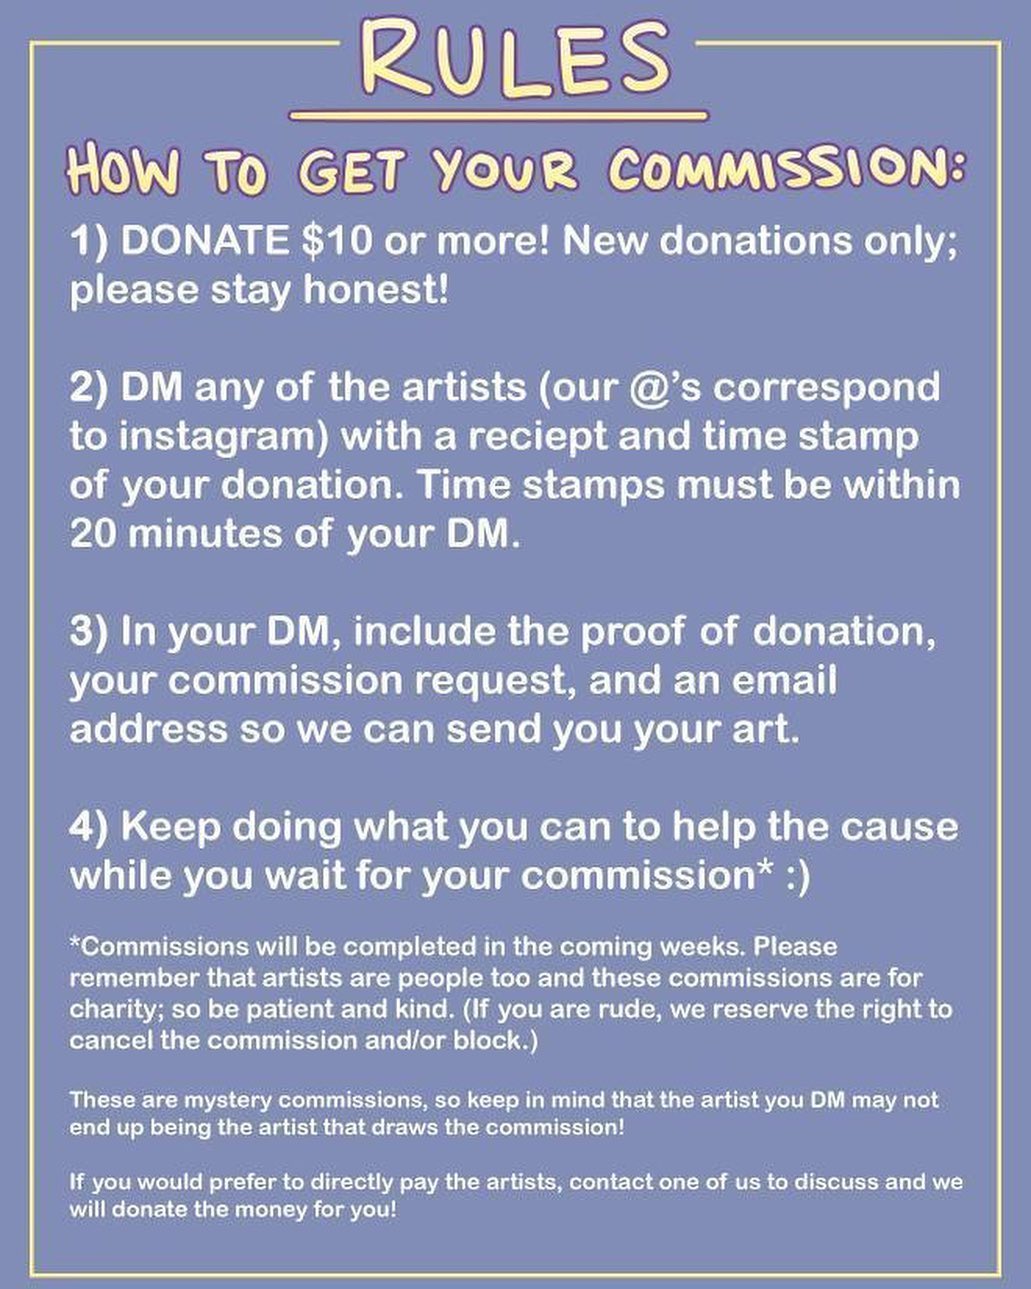 RULES
HOW TO GET YOUR COMMISSION:
1) DONATE $10 or more! New donations only;
please stay honest!
2) DM any of the artists (our @'s correspond
to instagram) with a reciept and time stamp
of your donation. Time stamps must be within
20 minutes of your DM.
3) In your DM, include the proof of donation,
your commission request, and an email
address so we can send you your art.
4) Keep doing what you can to help the cause
while you wait for your commission* :)
*Commissions will be completed in the coming weeks. Please
remember that artists are people too and these commissions are for
charity; so be patient and kind. (If you are rude, we reserve the right to
cancel the commission and/or block.)
These are mystery commissions, so keep in mind that the artist you DM may not
end up being the artist that draws the commission!
If you would prefer to directly pay the artists, contact one of us to discuss and we
will donate the money for you!